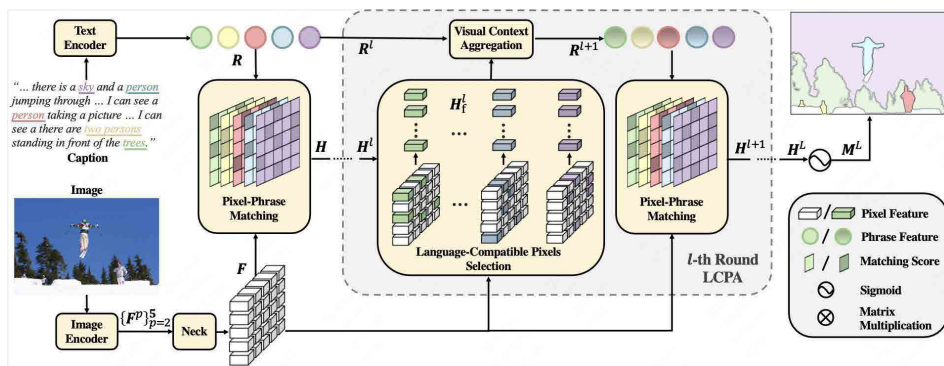 Text
Encoder
R
R^l
Visual Context
Aggregation
R^{l+1}
“... there is a sky and a person
jumping through ... I can see a
person taking a picture ... I can
see a there are two persons
standing in front of the trees.”
Caption
Image
Image
Encoder
{F^p}^5_{p=2}
Neck
F
Pixel-Phrase
Matching
H
H^l
H_f^l
Language-Compatible Pixels
Selection
Pixel-Phrase
Matching
l-th Round
LCPA
H^{l+1}
H^L
M^L
Pixel Feature
Phrase Feature
Matching Score
Sigmoid
Matrix
Multiplication